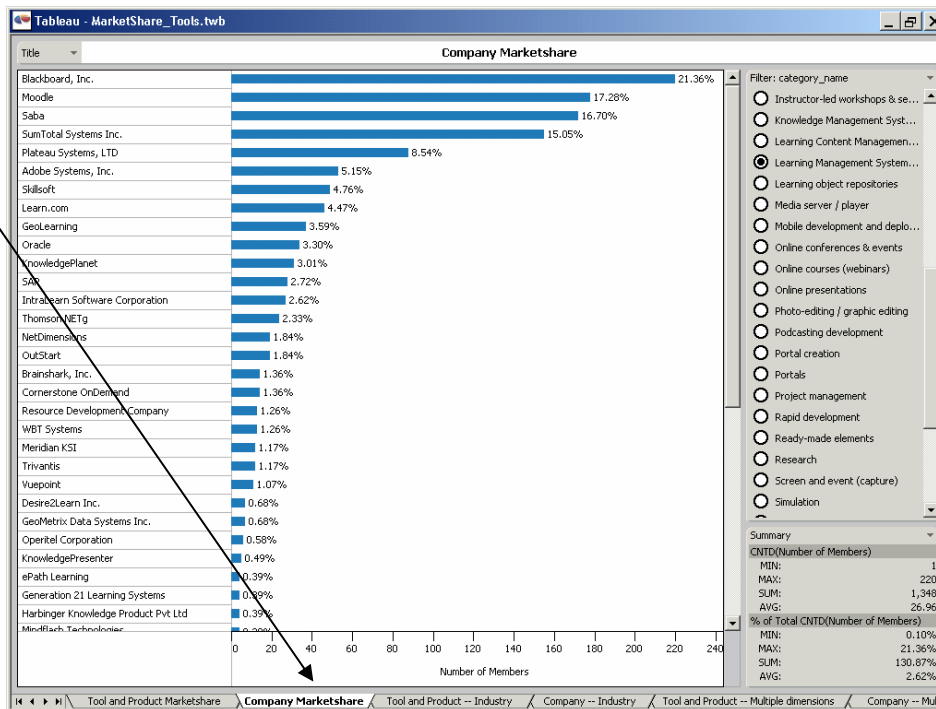 Tableau - MarketShare_Tools.twb
Title
Company Marketshare
Blackboard, Inc. 21.36%
Moodle 17.28%
Saba 16.70%
SumTotal Systems Inc. 15.05%
Plateau Systems, LTD 8.54%
Adobe Systems, Inc. 5.15%
Skillsoft 4.76%
Learn.com 4.47%
GeoLearning 3.59%
Oracle 3.30%
KnowledgePlanet 3.01%
SAP 2.72%
IntraLearn Software Corporation 2.62%
Thomson NETg 2.33%
NetDimensions 1.84%
OutStart 1.84%
Brainshark, Inc. 1.36%
Cornerstone OnDemand 1.36%
Resource Development Company 1.26%
WBT Systems 1.26%
Meridian KSI 1.17%
Trivantis 1.17%
Vuepoint 1.07%
Desire2Learn Inc. 0.68%
GeoMetrix Data Systems Inc. 0.68%
Operitel Corporation 0.58%
KnowledgePresenter 0.49%
ePath Learning 0.39%
Generation 21 Learning Systems 0.39%
Harbinger Knowledge Product Pvt Ltd 0.39%
Mindflash Technologies
0 20 40 60 80 100 120 140 160 180 200 220 240
Number of Members
Filter: category_name
Instructor-led workshops & se...
Knowledge Management Syst...
Learning Content Managemen...
Learning Management System...
Learning object repositories
Media server / player
Mobile development and deplo...
Online conferences & events
Online courses (webinars)
Online presentations
Photo-editing / graphic editing
Podcasting development
Portal creation
Portals
Project management
Rapid development
Ready-made elements
Research
Screen and event (capture)
Simulation
Summary
CNTD(Number of Members)
MIN: 1
MAX: 220
SUM: 1,348
AVG: 26.96
% of Total CNTD(Number of Members)
MIN: 0.10%
MAX: 21.36%
SUM: 130.87%
AVG: 2.62%
Tool and Product Marketshare Company Marketshare Tool and Product -- Industry Company -- Industry Tool and Product -- Multiple dimensions Company -- Mul